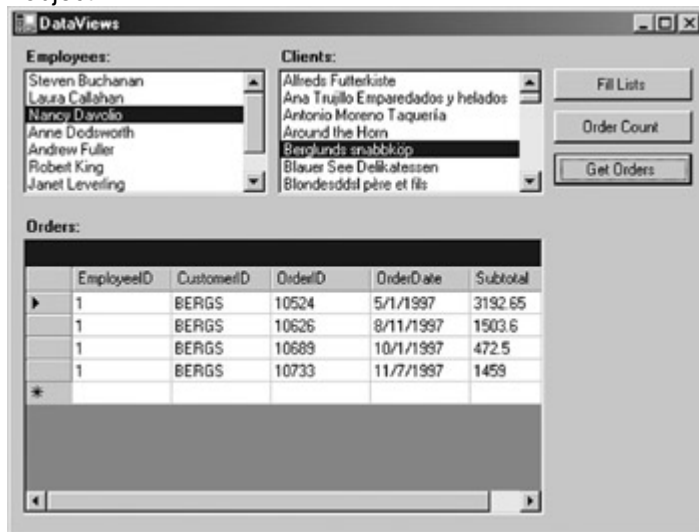 DataViews
Employees:
Steven Buchanan
Laura Callahan
Nancy Davolio
Anne Dodsworth
Andrew Fuller
Robert King
Janet Leverling
Clients:
Alfreds Futterkiste
Ana Trujillo Emparedados y helados
Antonio Moreno Taquería
Around the Horn
Berglunds snabbköp
Blauer See Delikatessen
Blondesddsl père et fils
Fill Lists
Order Count
Get Orders
Orders:
EmployeeID CustomerID OrderID OrderDate Subtotal
1 BERGS 10524 5/1/1997 3192.65
1 BERGS 10626 8/11/1997 1503.6
1 BERGS 10689 10/1/1997 472.5
1 BERGS 10733 11/7/1997 1459